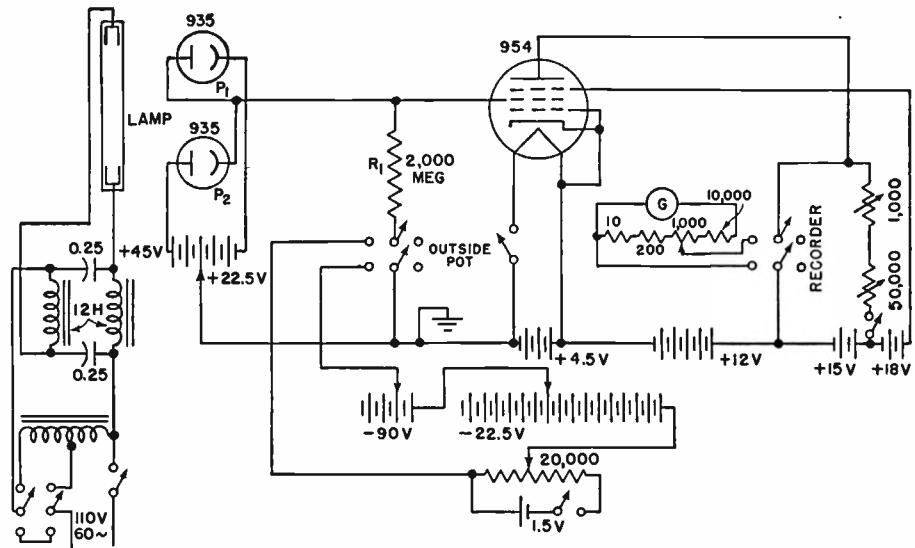 935
P1
LAMP
935
P2
+45V
+22.5V
0.25
12H
0.25
110V
60~
R1
2,000
MEG
OUTSIDE
POT
954
G
10
200
1,000
10,000
RECORDER
1,000
50,000
+4.5V
+12V
+15V
+18V
-90V
-22.5V
20,000
1.5V